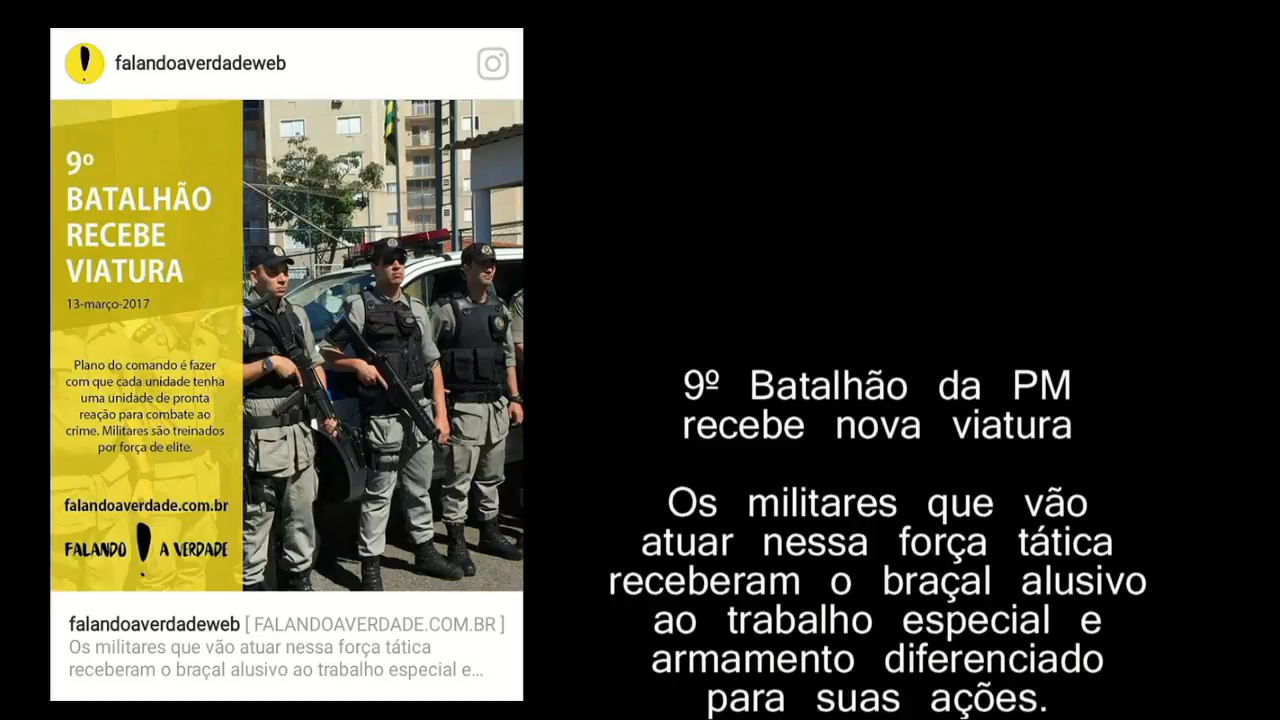 falandoaverdadeweb
9º
BATALHÃO
RECEBE
VIATURA
13-março-2017
Plano do comando é fazer
com que cada unidade tenha
uma unidade de pronta
reação para combate ao
crime. Militares são treinados
por força de elite.
falandoaverdade.com.br
FALANDO ! A VERDADE
falandoaverdadeweb [ FALANDOAVERDADE.COM.BR ]
Os militares que vão atuar nessa força tática
receberam o braçal alusivo ao trabalho especial e...
9º Batalhão da PM
recebe nova viatura
Os militares que vão
atuar nessa força tática
receberam o braçal alusivo
ao trabalho especial e
armamento diferenciado
para suas ações.